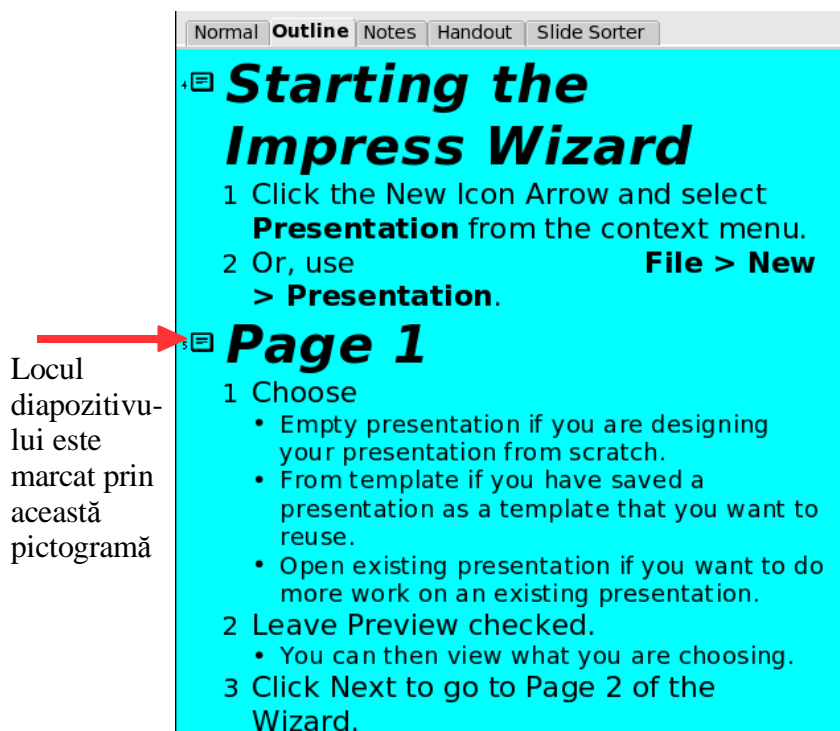 Normal Outline Notes Handout Slide Sorter
4 Starting the
Impress Wizard
1 Click the New Icon Arrow and select
Presentation from the context menu.
2 Or, use File > New
> Presentation.
5 Page 1
1 Choose
• Empty presentation if you are designing
your presentation from scratch.
• From template if you have saved a
presentation as a template that you want to
reuse.
• Open existing presentation if you want to do
more work on an existing presentation.
2 Leave Preview checked.
• You can then view what you are choosing.
3 Click Next to go to Page 2 of the
Wizard.
Locul
diapozitivu-
lui este
marcat prin
această
pictogramă